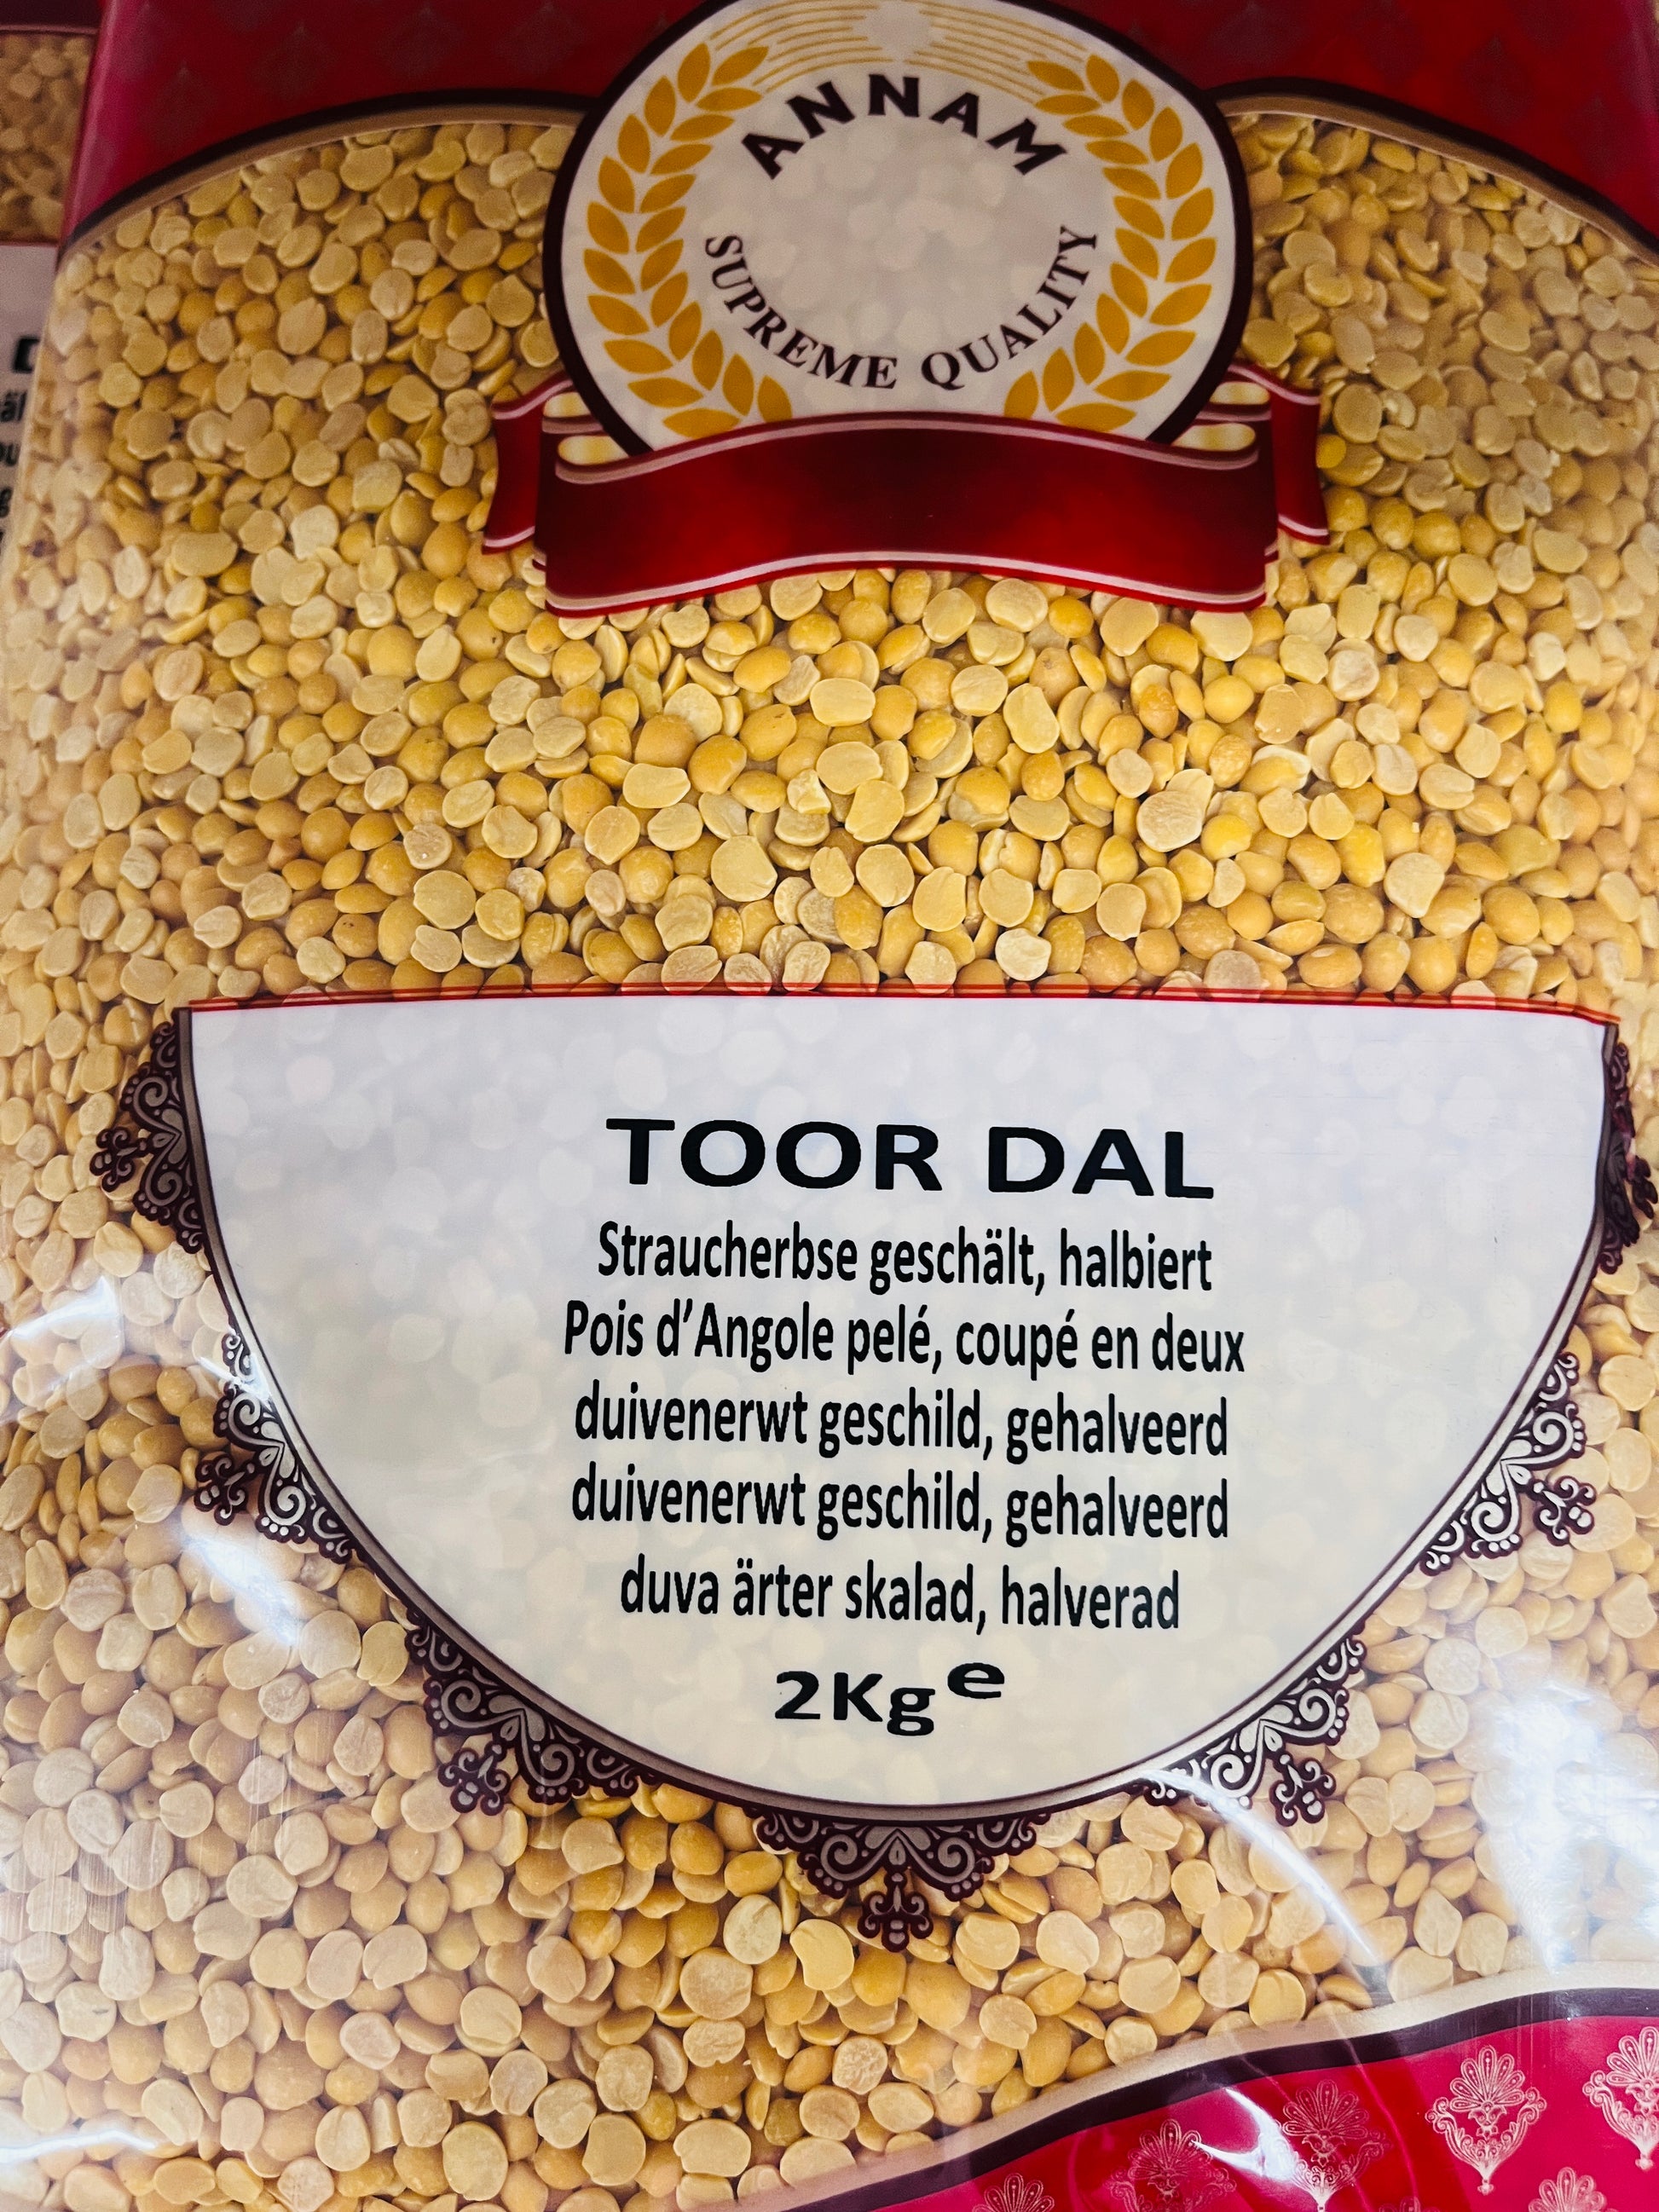 ANNAM
SUPREME QUALITY
TOOR DAL
Straucherbse geschält, halbiert
Pois d'Angole pelé, coupé en deux
duivenerwt geschild, gehalveerd
duivenerwt geschild, gehalveerd
duva ärter skalad, halverad
2Kg e